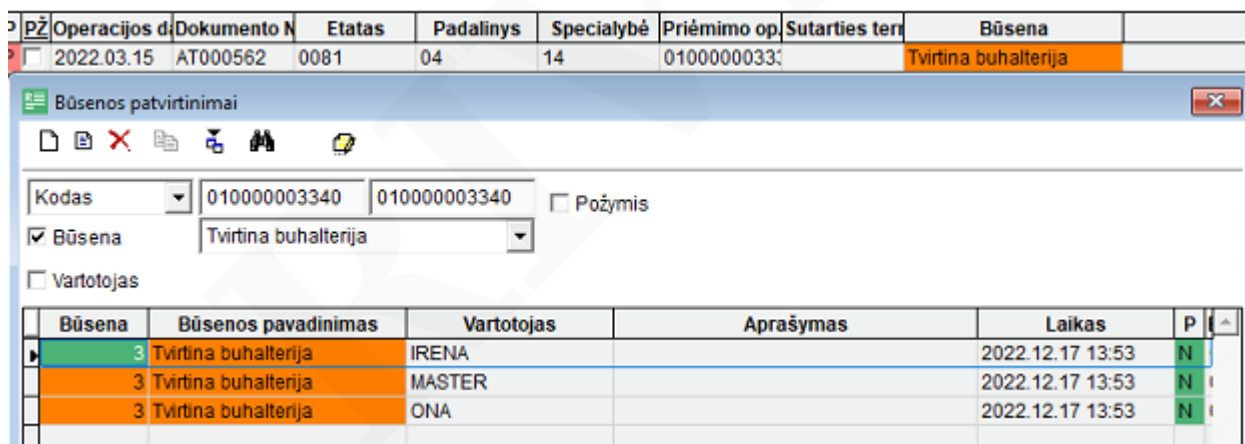 P PŽ Operacijos d Dokumento N Etatas Padalinys Specialybė Priėmimo op. Sutarties ter Būsena
P 2022.03.15 AT000562 0081 04 14 0100000033 Tvirtina buhalterija
Būsenos patvirtinimai
Kodas 010000003340 010000003340 Požymis
Būsena Tvirtina buhalterija
Vartotojas
Būsena Būsenos pavadinimas Vartotojas Aprašymas Laikas P
3 Tvirtina buhalterija IRENA 2022.12.17 13:53 N
3 Tvirtina buhalterija MASTER 2022.12.17 13:53 N
3 Tvirtina buhalterija ONA 2022.12.17 13:53 N